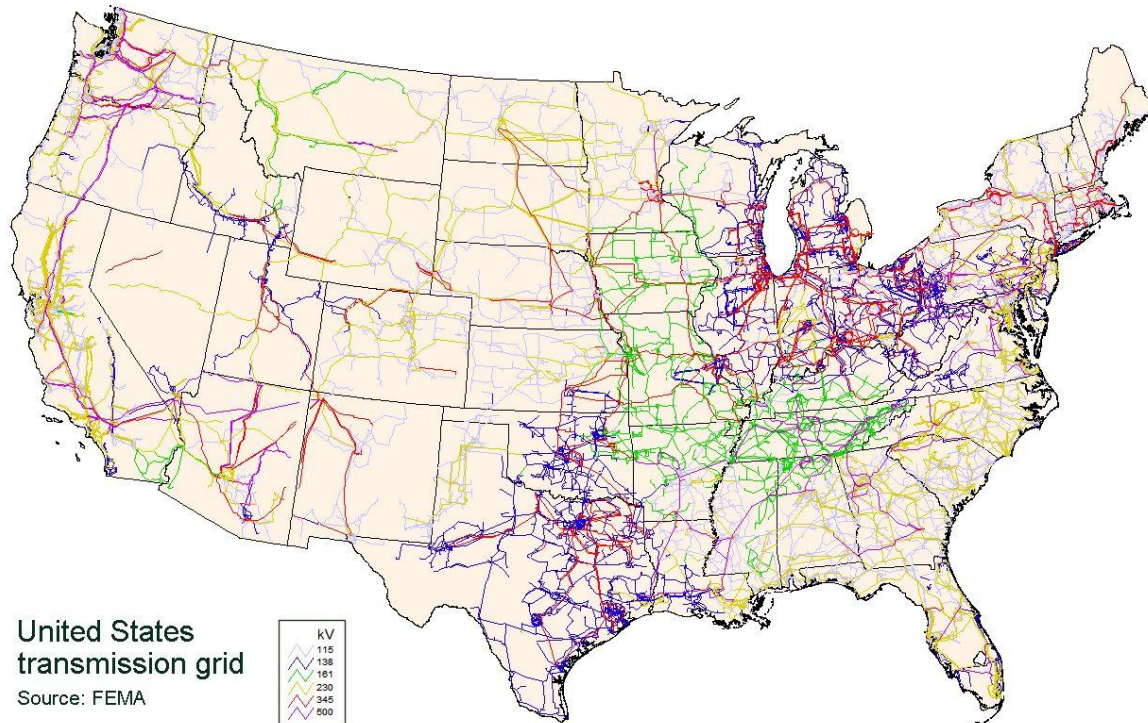 United States
transmission grid
Source: FEMA
kV
115
138
161
230
345
500